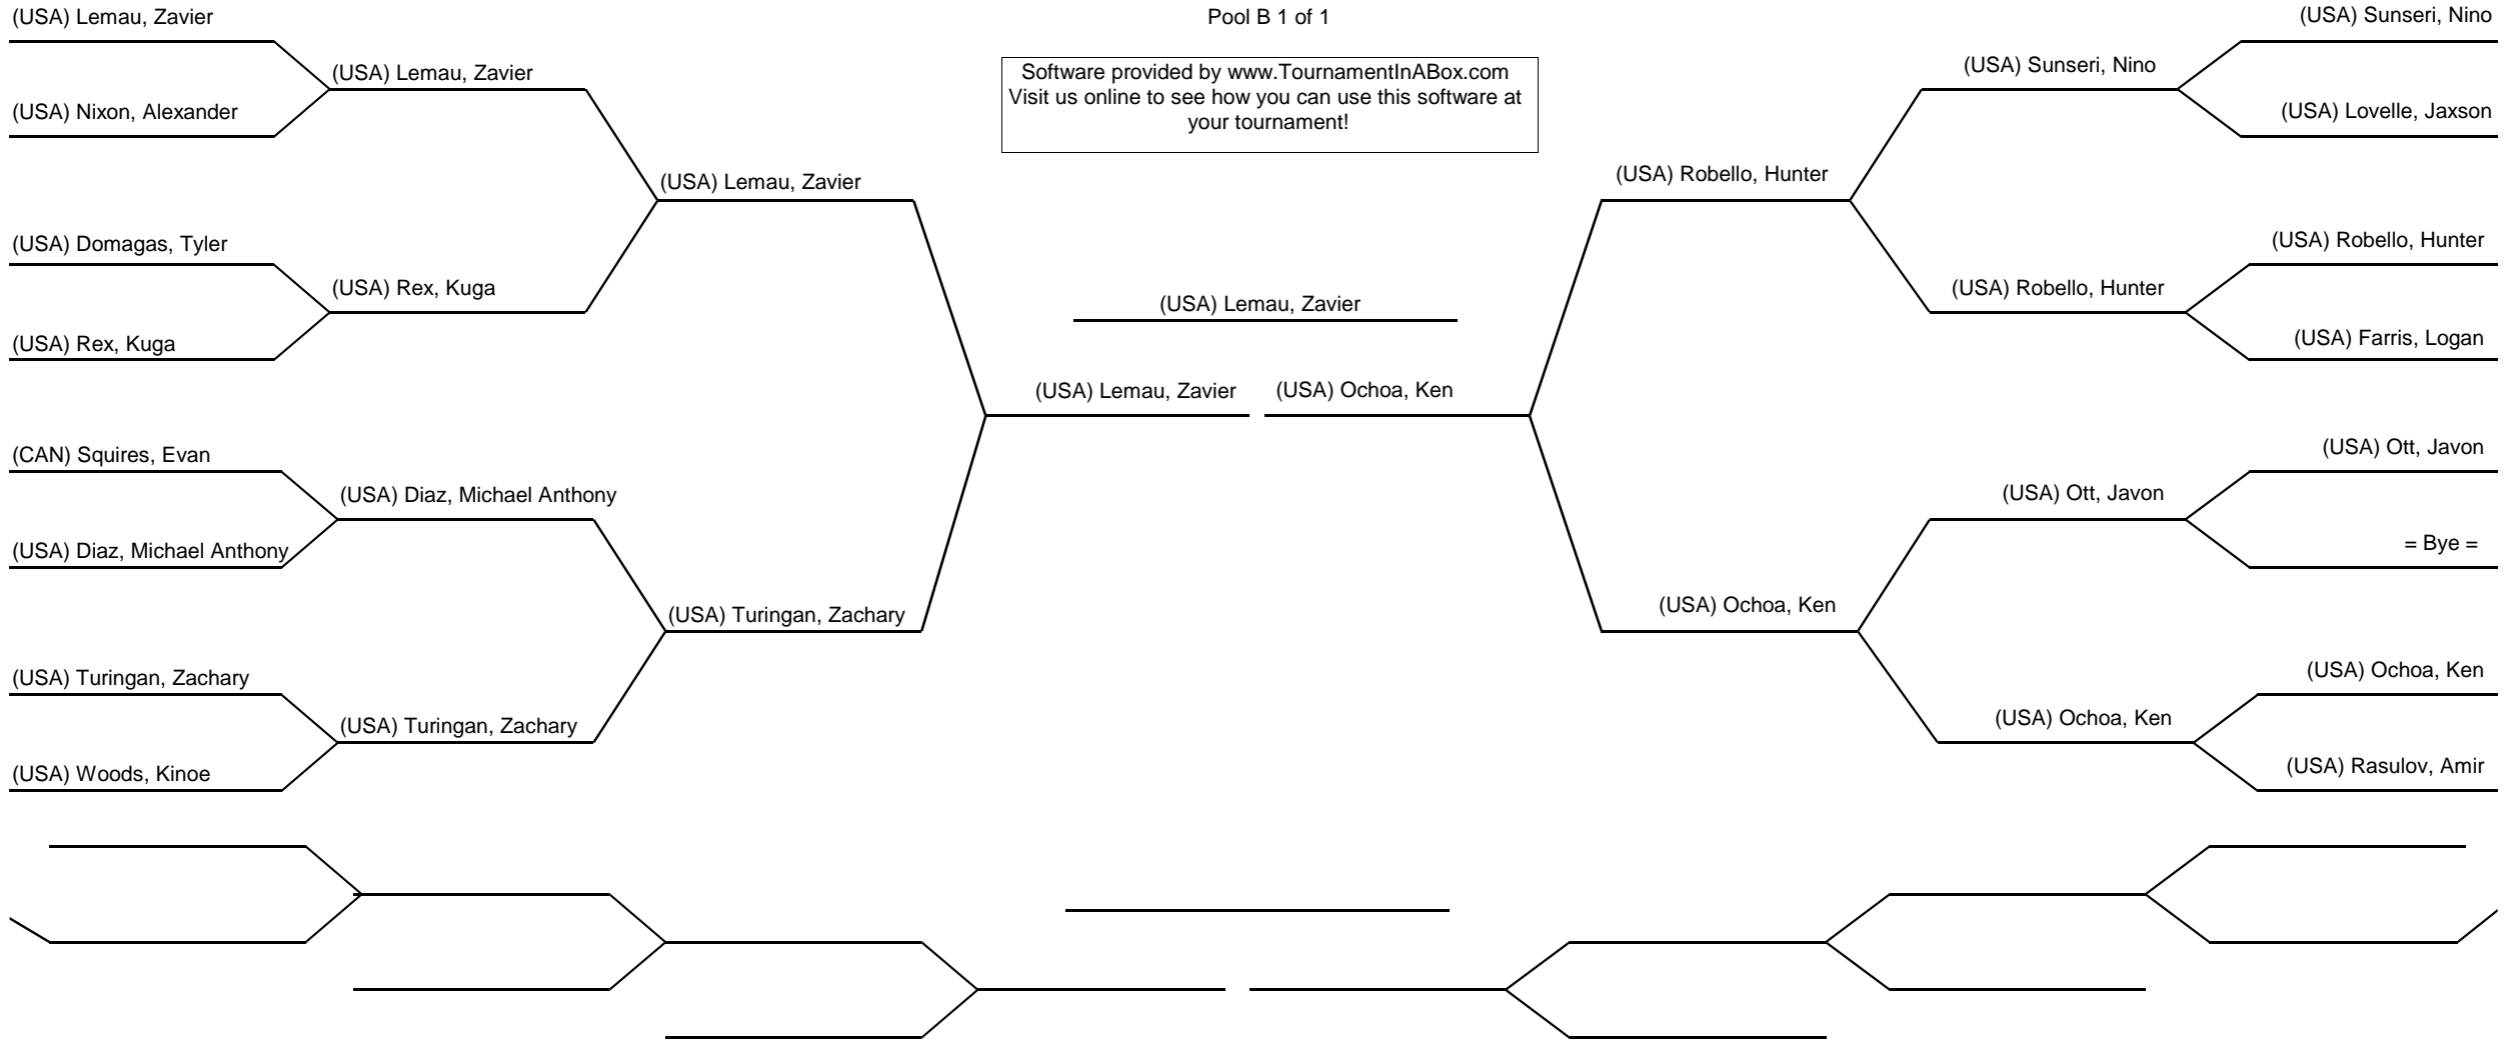 (USA) Lemau, Zavier
(USA) Nixon, Alexander
(USA) Domagas, Tyler
(USA) Rex, Kuga
(CAN) Squires, Evan
(USA) Diaz, Michael Anthony
(USA) Turingan, Zachary
(USA) Woods, Kinoe
(USA) Lemau, Zavier
(USA) Rex, Kuga
(USA) Diaz, Michael Anthony
(USA) Turingan, Zachary
(USA) Lemau, Zavier
(USA) Turingan, Zachary
Pool B 1 of 1
Software provided by www.TournamentInABox.com
Visit us online to see how you can use this software at
your tournament!
(USA) Lemau, Zavier
(USA) Lemau, Zavier
(USA) Ochoa, Ken
(USA) Robello, Hunter
(USA) Ochoa, Ken
(USA) Sunseri, Nino
(USA) Robello, Hunter
(USA) Ott, Javon
(USA) Ochoa, Ken
(USA) Sunseri, Nino
(USA) Lovelle, Jaxson
(USA) Robello, Hunter
(USA) Farris, Logan
(USA) Ott, Javon
= Bye =
(USA) Ochoa, Ken
(USA) Rasulov, Amir